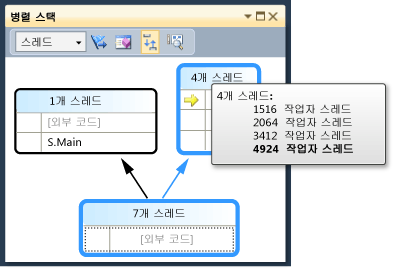 병렬 스택
스레드
4개 스레드
1개 스레드
[외부 코드]
S.Main
4개 스레드:
1516 작업자 스레드
2064 작업자 스레드
3412 작업자 스레드
4924 작업자 스레드
7개 스레드
[외부 코드]